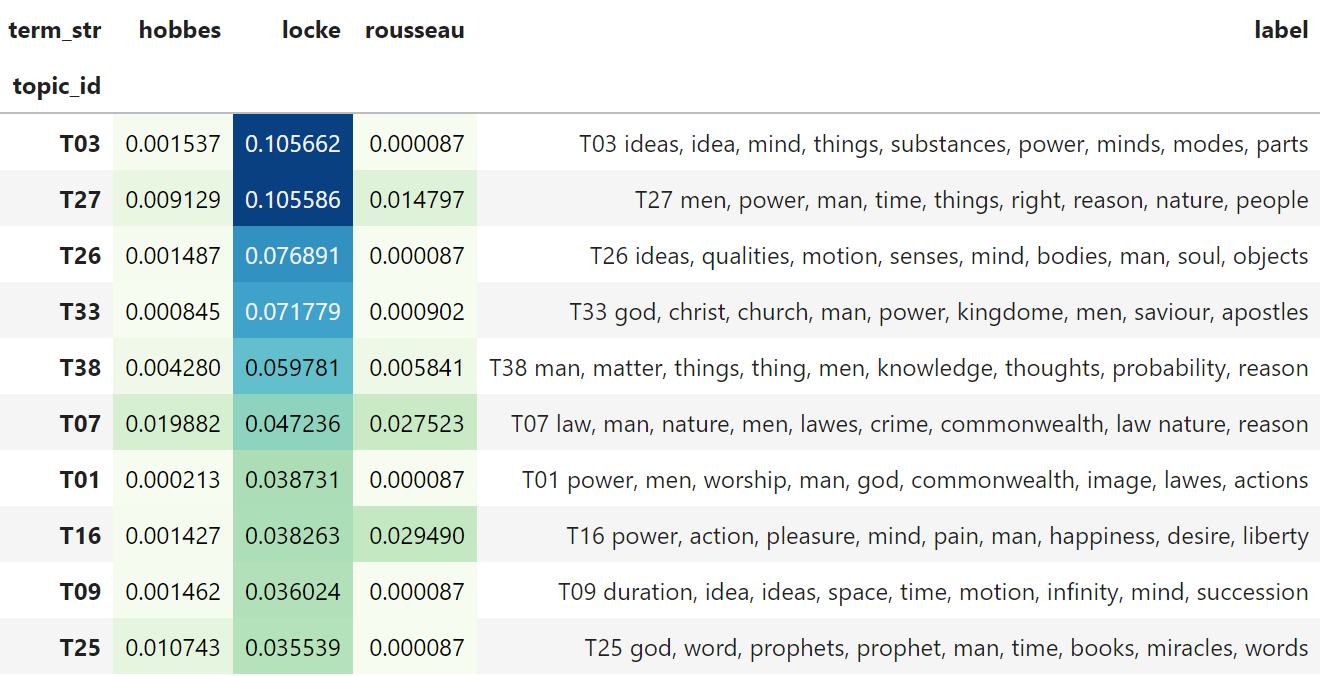 term_str hobbes locke rousseau label
topic_id
T03 0.001537 0.105662 0.000087 T03 ideas, idea, mind, things, substances, power, minds, modes, parts
T27 0.009129 0.105586 0.014797 T27 men, power, man, time, things, right, reason, nature, people
T26 0.001487 0.076891 0.000087 T26 ideas, qualities, motion, senses, mind, bodies, man, soul, objects
T33 0.000845 0.071779 0.000902 T33 god, christ, church, man, power, kingdome, men, saviour, apostles
T38 0.004280 0.059781 0.005841 T38 man, matter, things, thing, men, knowledge, thoughts, probability, reason
T07 0.019882 0.047236 0.027523 T07 law, man, nature, men, lawes, crime, commonwealth, law nature, reason
T01 0.000213 0.038731 0.000087 T01 power, men, worship, man, god, commonwealth, image, lawes, actions
T16 0.001427 0.038263 0.029490 T16 power, action, pleasure, mind, pain, man, happiness, desire, liberty
T09 0.001462 0.036024 0.000087 T09 duration, idea, ideas, space, time, motion, infinity, mind, succession
T25 0.010743 0.035539 0.000087 T25 god, word, prophets, prophet, man, time, books, miracles, words